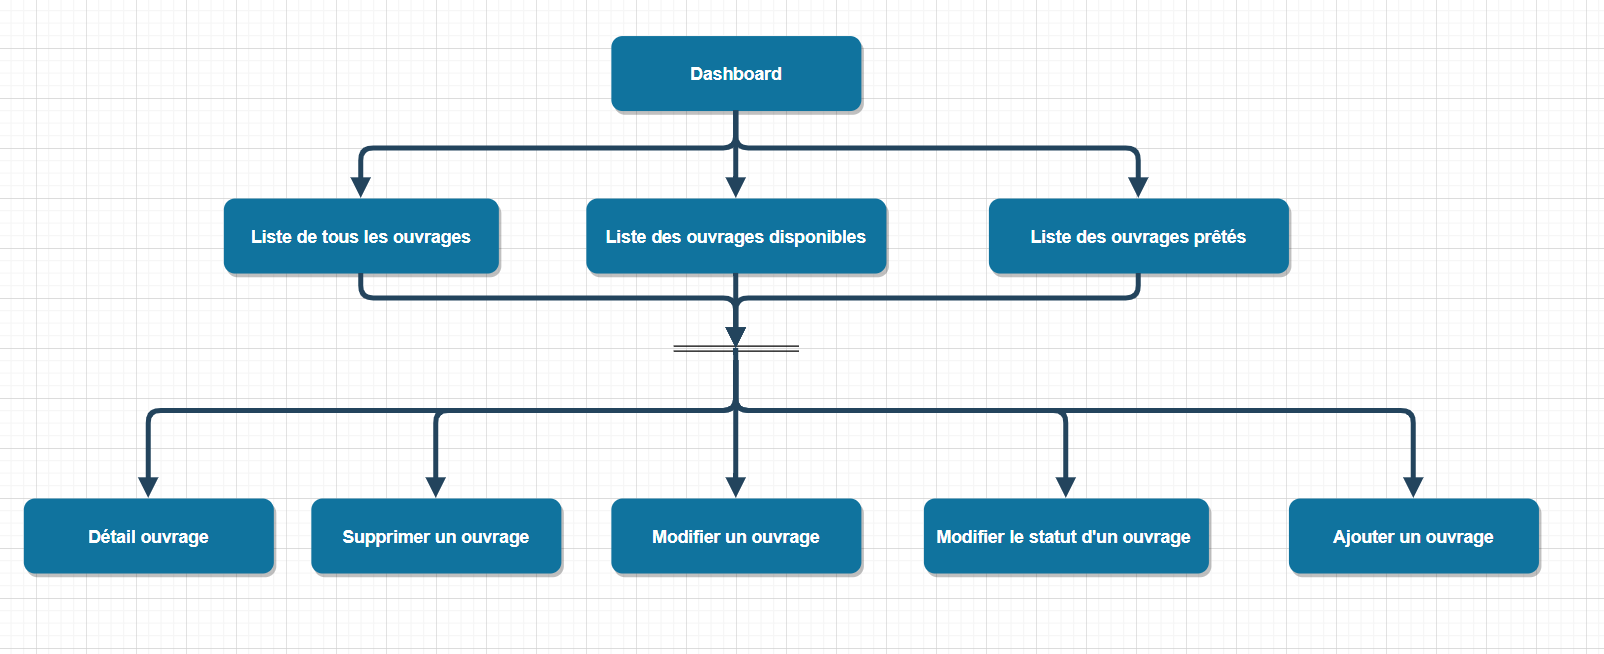 Dashboard
Liste de tous les ouvrages
Liste des ouvrages disponibles
Liste des ouvrages prêtés
Détail ouvrage
Supprimer un ouvrage
Modifier un ouvrage
Modifier le statut d'un ouvrage
Ajouter un ouvrage